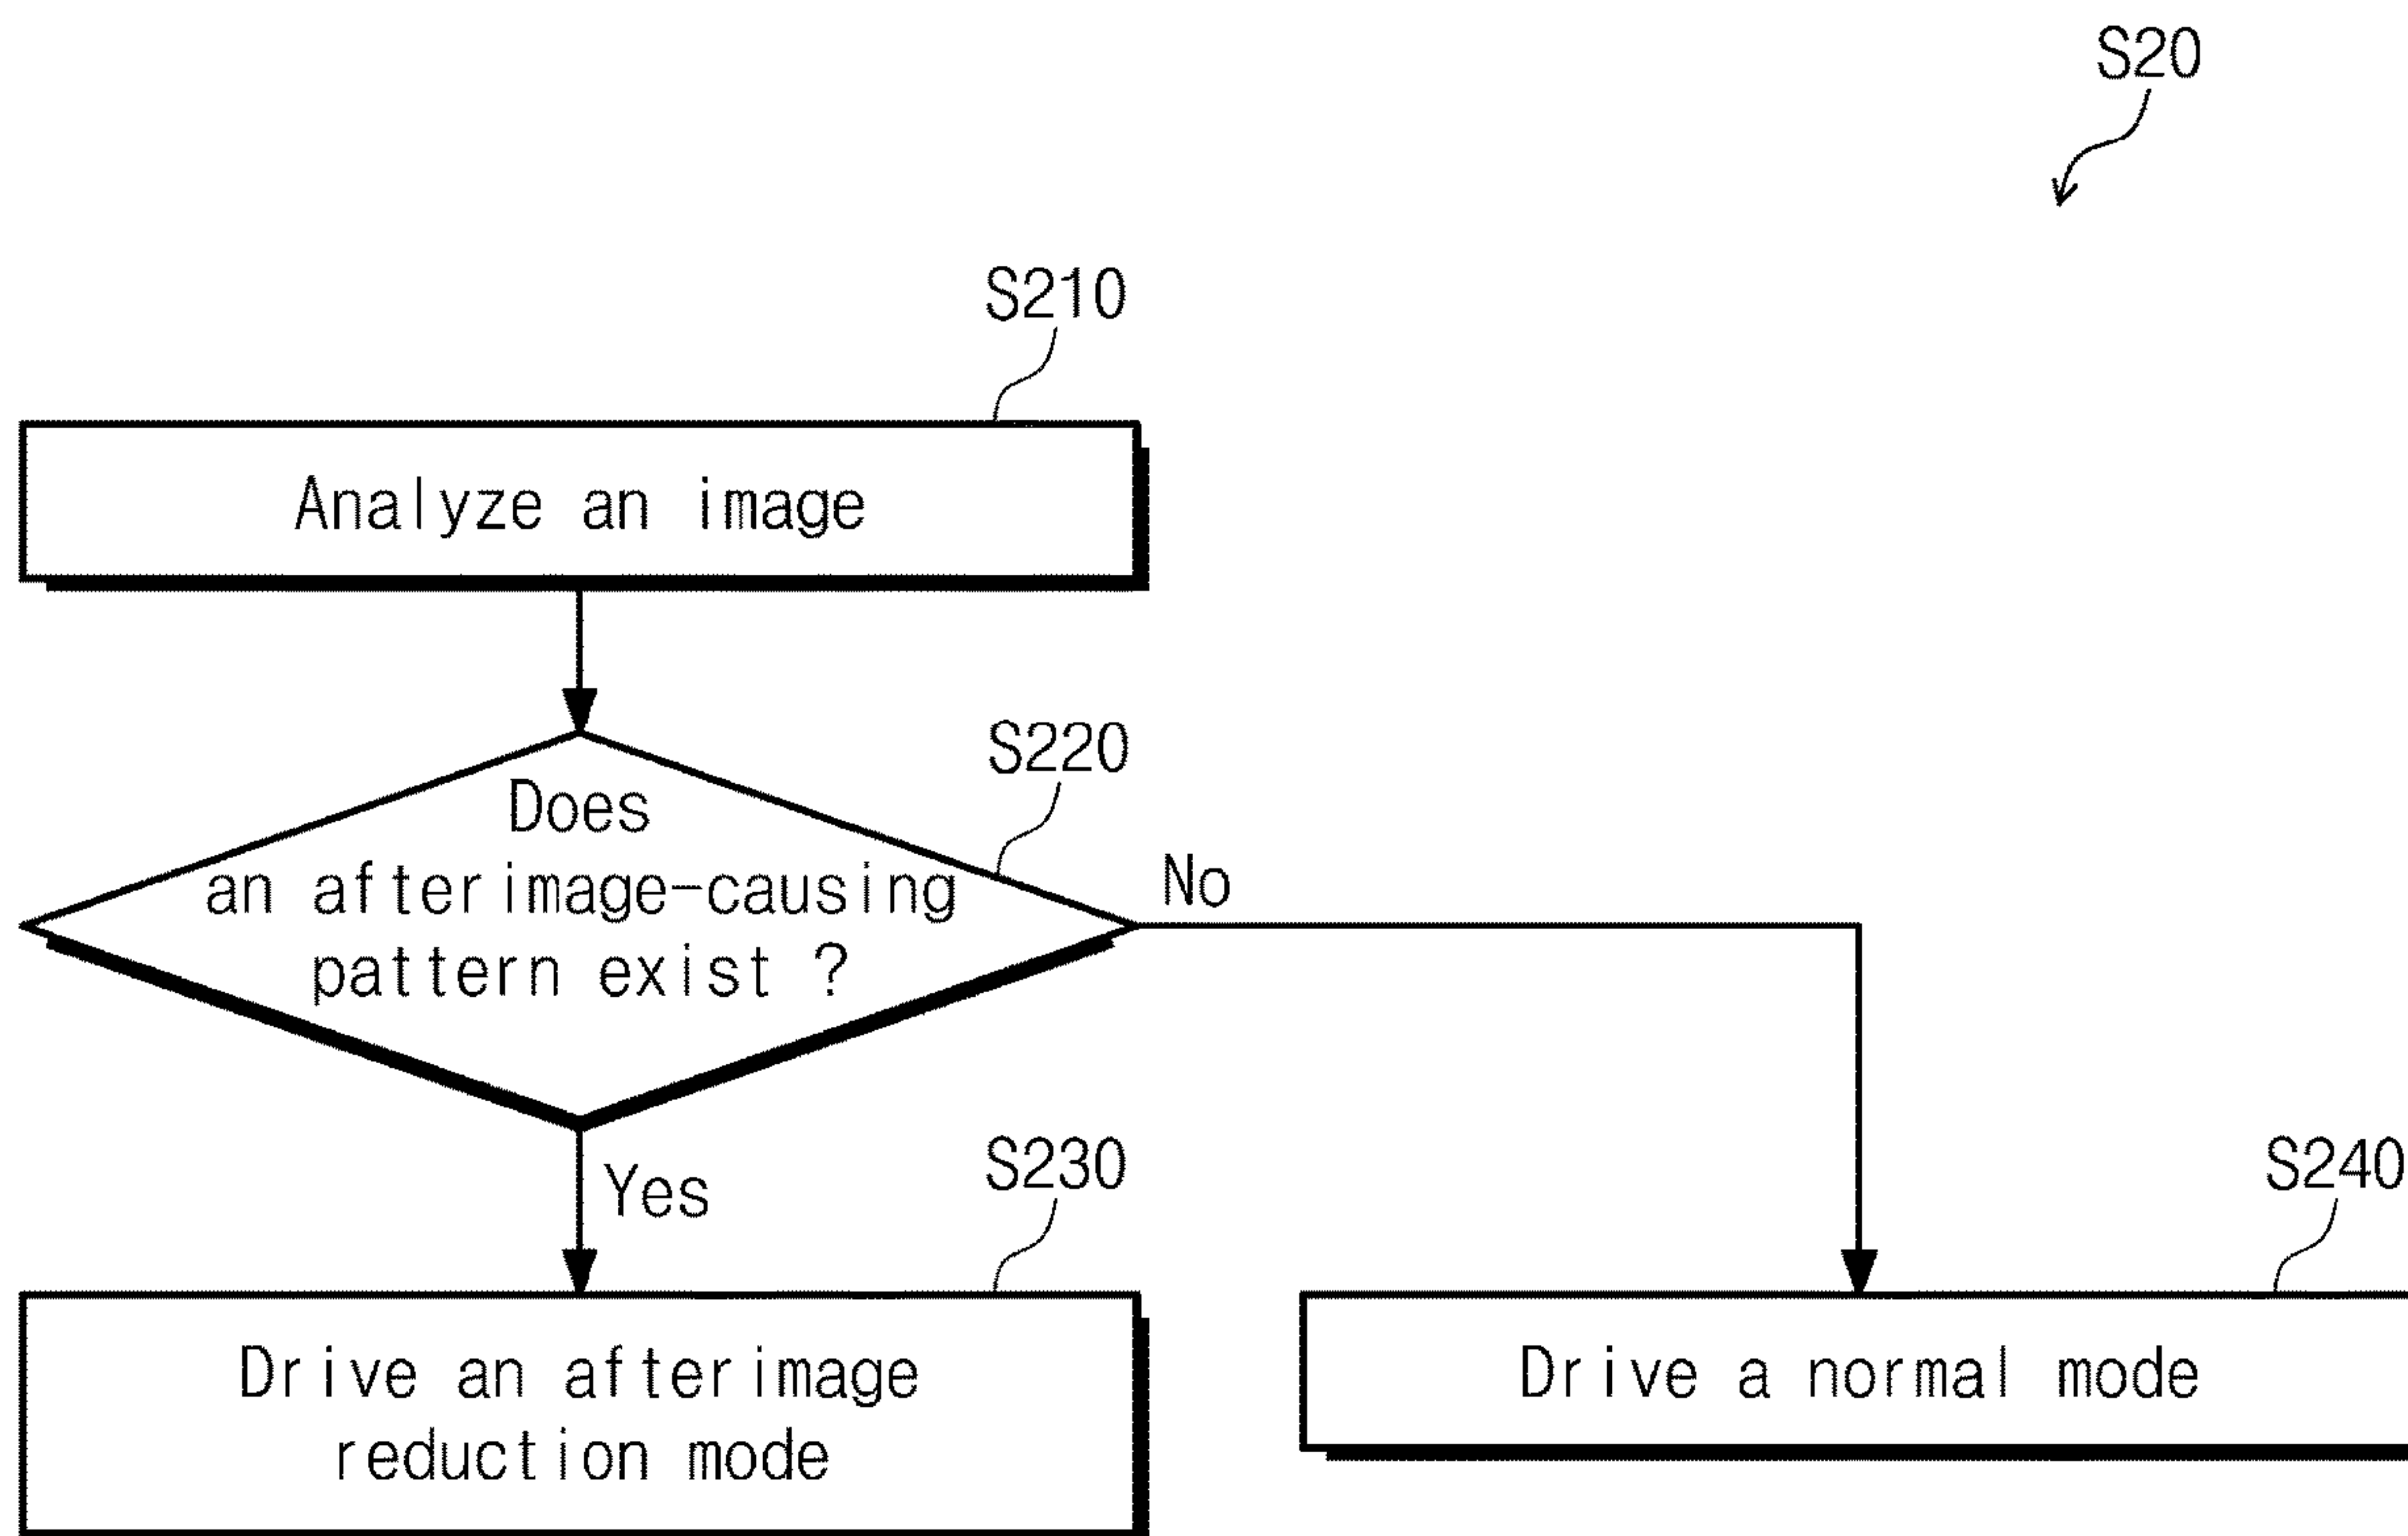 S20
S210
Analyze an image
S220
Does
an afterimage-causing
pattern exist ?
No
Yes
S230
S240
Drive an afterimage
reduction mode
Drive a normal mode